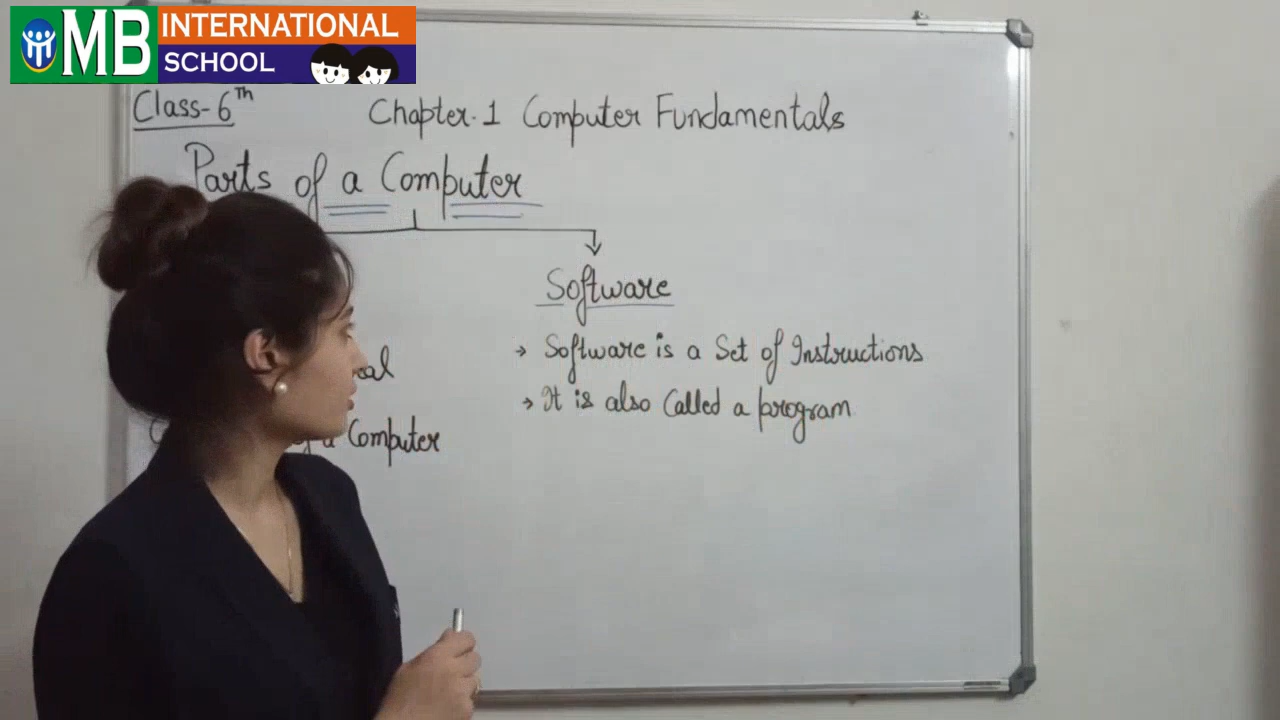 MB INTERNATIONAL
SCHOOL
Class-6th
Chapter.1 Computer Fundamentals
Parts of a Computer
Software
→ Software is a Set of Instructions
→ It is also Called a program
a Computer